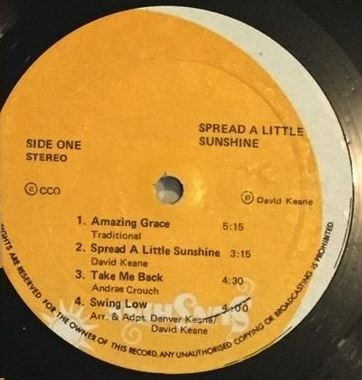 SIDE ONE
STEREO
SPREAD A LITTLE
SUNSHINE
Ⓒ CCO
Ⓟ David Keane
1. Amazing Grace 5:15
Traditional
2. Spread A Little Sunshine 3:15
David Keane
3. Take Me Back 4:30
Andrae Crouch
4. Swing Low 4:00
Arr. & Adpt. Denver Keane/
David Keane
RIGHTS ARE RESERVED FOR THE OWNER OF THIS RECORD, ANY UNAUTHORISED COPYING OR BROADCASTING IS PROHIBITED